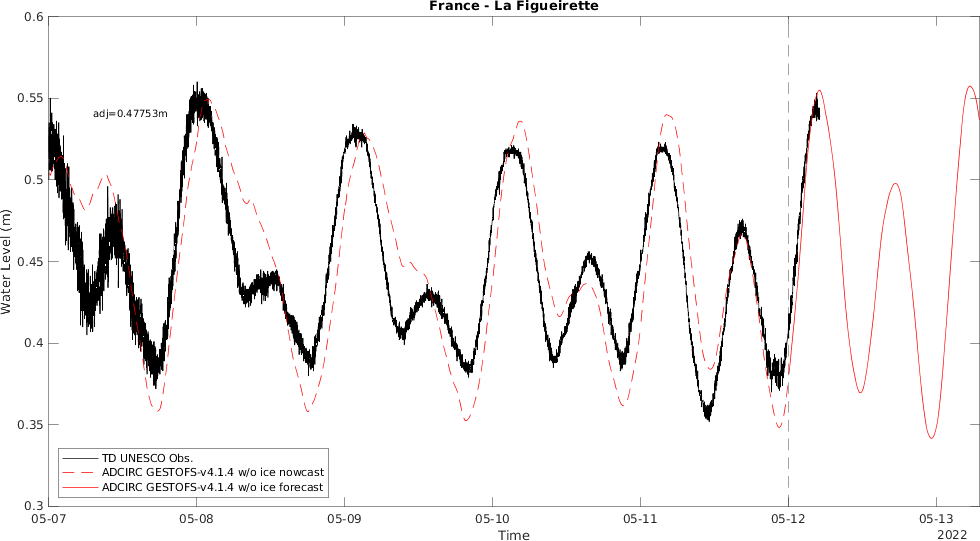 France - La Figueirette
0.6
0.55
0.5
0.45
0.4
0.35
0.3
Water Level (m)
adj=0.47753m
TD UNESCO Obs.
ADCIRC GESTOFS-v4.1.4 w/o ice nowcast
ADCIRC GESTOFS-v4.1.4 w/o ice forecast
05-07 05-08 05-09 05-10 05-11 05-12 05-13
Time
2022